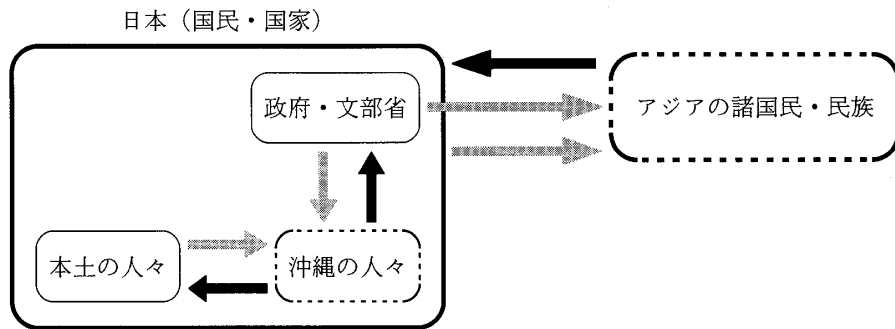 日本（国民・国家）
政府・文部省
アジアの諸国民・民族
本土の人々
沖縄の人々